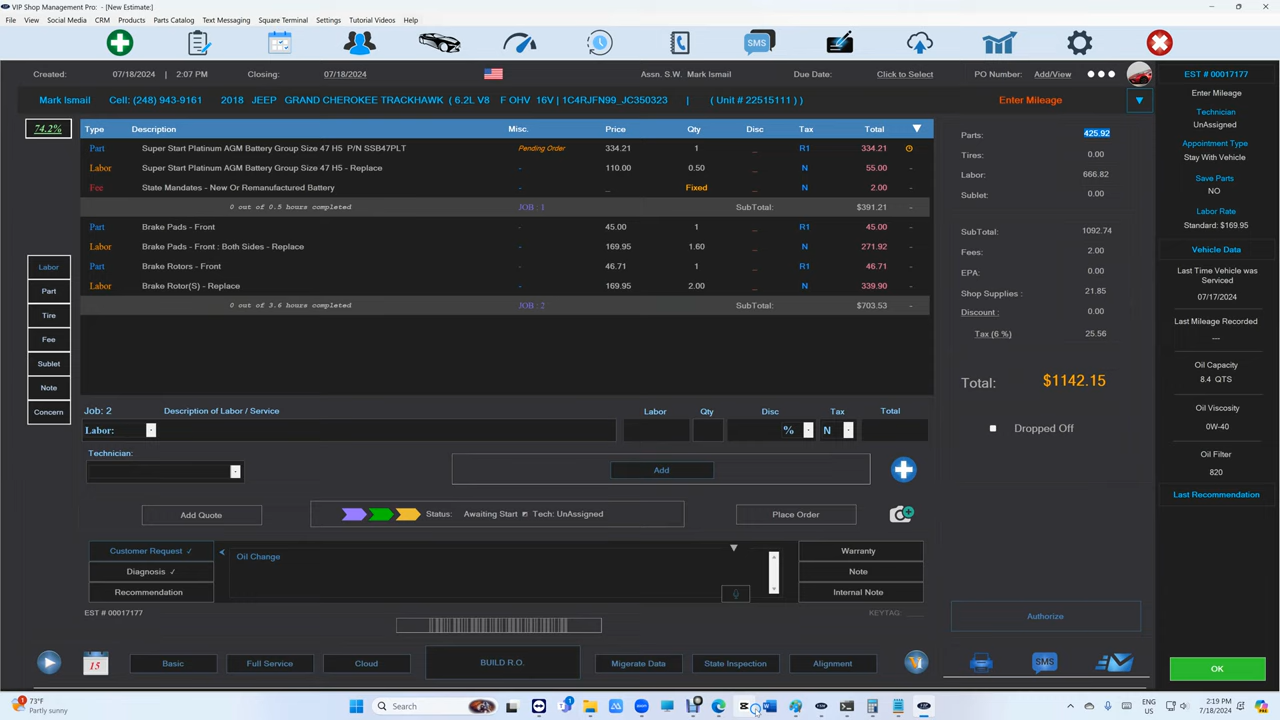 VIP Shop Management Pro: - [New Estimate:]
File View Social Media CRM Products Parts Catalog Text Messaging Square Terminal Settings Tutorial Videos Help
SMS
Created: 07/18/2024 | 2:07 PM Closing: 07/18/2024 Assn. S.W. Mark Ismail Due Date: Click to Select PO Number: Add/View
Mark Ismail Cell: (248) 943-9161 2018 JEEP GRAND CHEROKEE TRACKHAWK ( 6.2L V8 F OHV 16V | 1C4RJFN99_JC350323 | ( Unit # 22515111 ) ) Enter Mileage
74.2%
Type Description Misc. Price Qty Disc Tax Total
Part Super Start Platinum AGM Battery Group Size 47 H5 P/N SSB47PLT Pending Order 334.21 1 _ R1 334.21
Labor Super Start Platinum AGM Battery Group Size 47 H5 - Replace - 110.00 0.50 _ N 55.00 -
Fee State Mandates - New Or Remanufactured Battery - _ Fixed _ N 2.00 -
0 out of 0.5 hours completed JOB : 1 SubTotal: $391.21 -
Part Brake Pads - Front - 45.00 1 _ R1 45.00 -
Labor Brake Pads - Front : Both Sides - Replace - 169.95 1.60 _ N 271.92 -
Part Brake Rotors - Front - 46.71 1 _ R1 46.71 -
Labor Brake Rotor(S) - Replace - 169.95 2.00 _ N 339.90 -
0 out of 3.6 hours completed JOB : 2 SubTotal: $703.53 -
Labor
Part
Tire
Fee
Sublet
Note
Concern
Job: 2 Description of Labor / Service Labor Qty Disc Tax Total
Labor: % N
Technician:
Add
Add Quote Status: Awaiting Start Tech: UnAssigned Place Order
Customer Request ✓ Oil Change Warranty
Diagnosis ✓ Note
Recommendation Internal Note
EST # 00017177 KEYTAG
15 Basic Full Service Cloud BUILD R.O. Migerate Data State Inspection Alignment
Parts: 425.92
Tires: 0.00
Labor: 666.82
Sublet: 0.00
SubTotal: 1092.74
Fees: 2.00
EPA: 0.00
Shop Supplies : 21.85
Discount : 0.00
Tax (6 %) 25.56
Total: $1142.15
Dropped Off
Authorize
SMS
EST # 00017177
Enter Mileage
Technician
UnAssigned
Appointment Type
Stay With Vehicle
Save Parts
NO
Labor Rate
Standard: $169.95
Vehicle Data
Last Time Vehicle was
Serviced
07/17/2024
Last Mileage Recorded
---
Oil Capacity
8.4 QTS
Oil Viscosity
0W-40
Oil Filter
820
Last Recommendation
OK
73°F
Partly sunny
Search
ENG
US
2:19 PM
7/18/2024